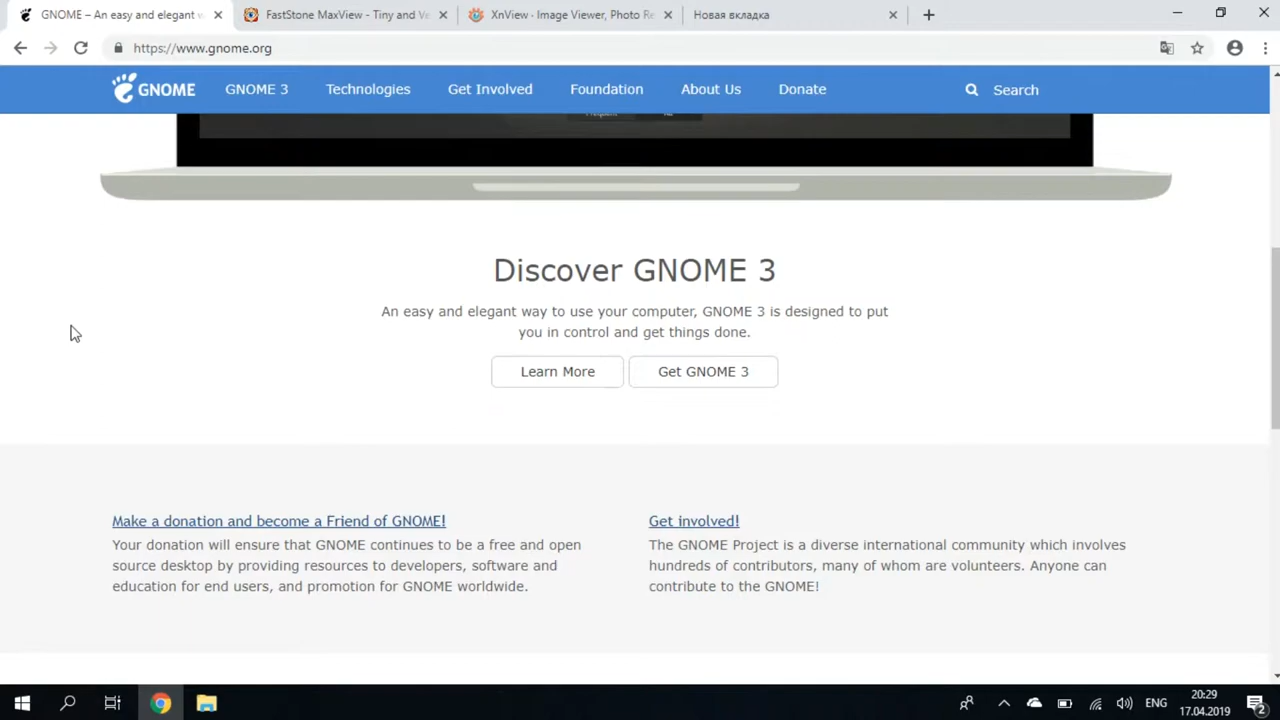 GNOME – An easy and elegant w
FastStone MaxView - Tiny and Ve
XnView - Image Viewer, Photo Re
Новая вкладка
https://www.gnome.org
GNOME
GNOME 3
Technologies
Get Involved
Foundation
About Us
Donate
Search
Frequent
All
Discover GNOME 3
An easy and elegant way to use your computer, GNOME 3 is designed to put
you in control and get things done.
Learn More
Get GNOME 3
Make a donation and become a Friend of GNOME!
Your donation will ensure that GNOME continues to be a free and open
source desktop by providing resources to developers, software and
education for end users, and promotion for GNOME worldwide.
Get involved!
The GNOME Project is a diverse international community which involves
hundreds of contributors, many of whom are volunteers. Anyone can
contribute to the GNOME!
ENG
20:29
17.04.2019
2